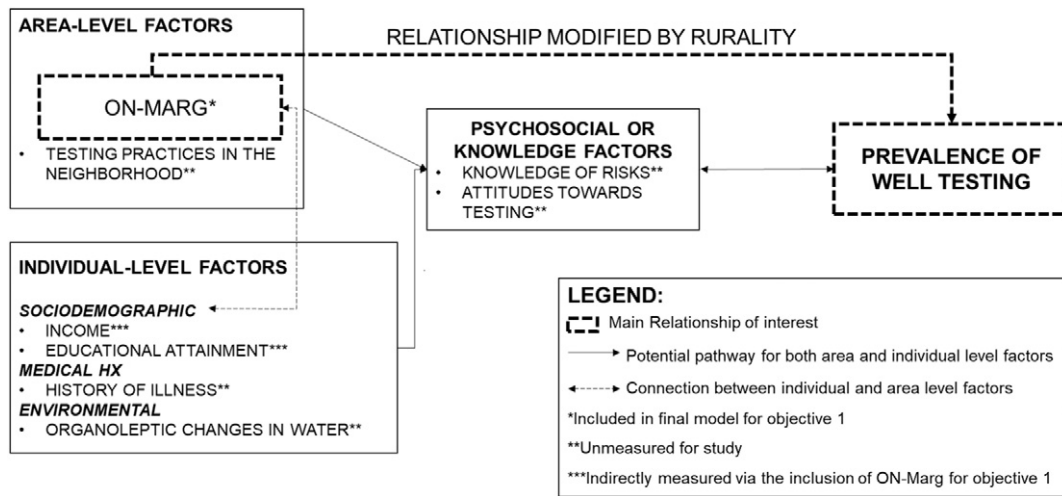 AREA-LEVEL FACTORS
RELATIONSHIP MODIFIED BY RURALITY
ON-MARG*
• TESTING PRACTICES IN THE
NEIGHBORHOOD**
PSYCHOSOCIAL OR
KNOWLEDGE FACTORS
• KNOWLEDGE OF RISKS**
• ATTITUDES TOWARDS
TESTING**
PREVALENCE OF
WELL TESTING
INDIVIDUAL-LEVEL FACTORS
SOCIODEMOGRAPHIC
• INCOME***
• EDUCATIONAL ATTAINMENT***
MEDICAL HX
• HISTORY OF ILLNESS**
ENVIRONMENTAL
• ORGANOLEPTIC CHANGES IN WATER**
LEGEND:
Main Relationship of interest
Potential pathway for both area and individual level factors
Connection between individual and area level factors
*Included in final model for objective 1
**Unmeasured for study
***Indirectly measured via the inclusion of ON-Marg for objective 1